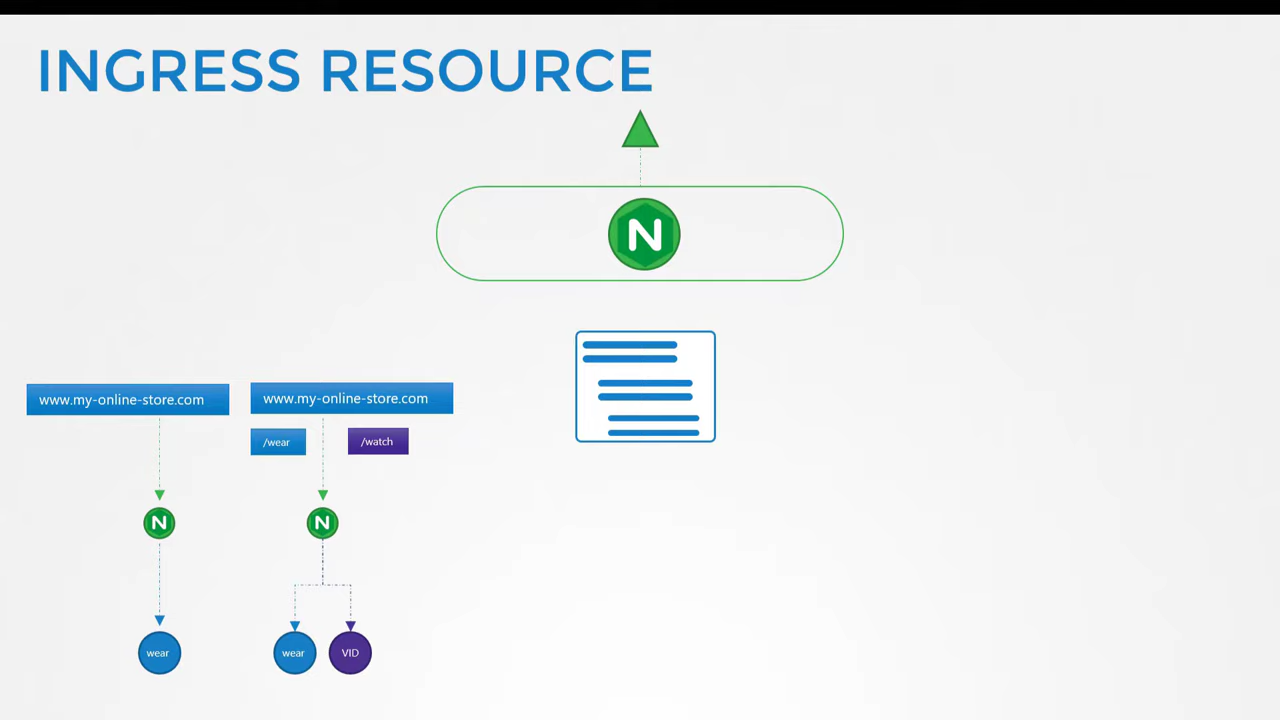 INGRESS RESOURCE
N
www.my-online-store.com
www.my-online-store.com
/wear
/watch
N
N
wear
wear
VID